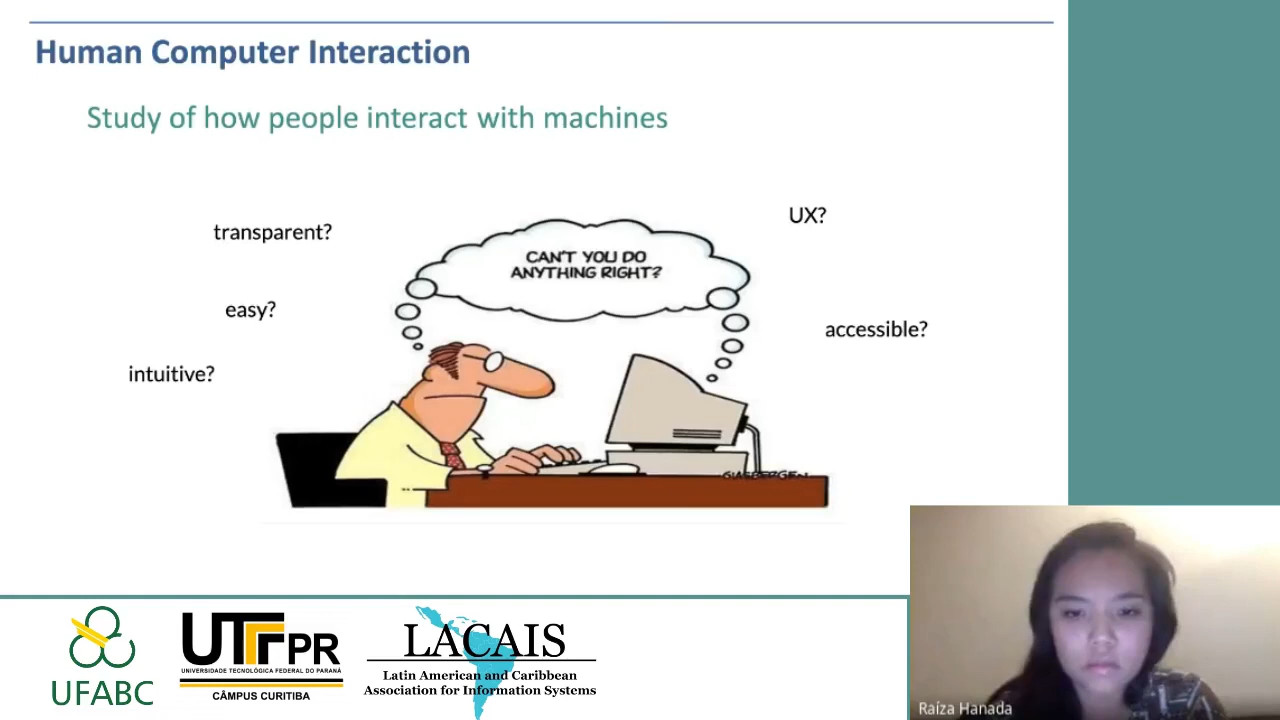 Human Computer Interaction
Study of how people interact with machines
transparent?
UX?
CAN'T YOU DO
ANYTHING RIGHT?
easy?
accessible?
intuitive?
GLASBERGEN
UFABC
UTFPR
UNIVERSIDADE TECNOLÓGICA FEDERAL DO PARANÁ
CÂMPUS CURITIBA
LACAIS
Latin American and Caribbean
Association for Information Systems
Raíza Hanada